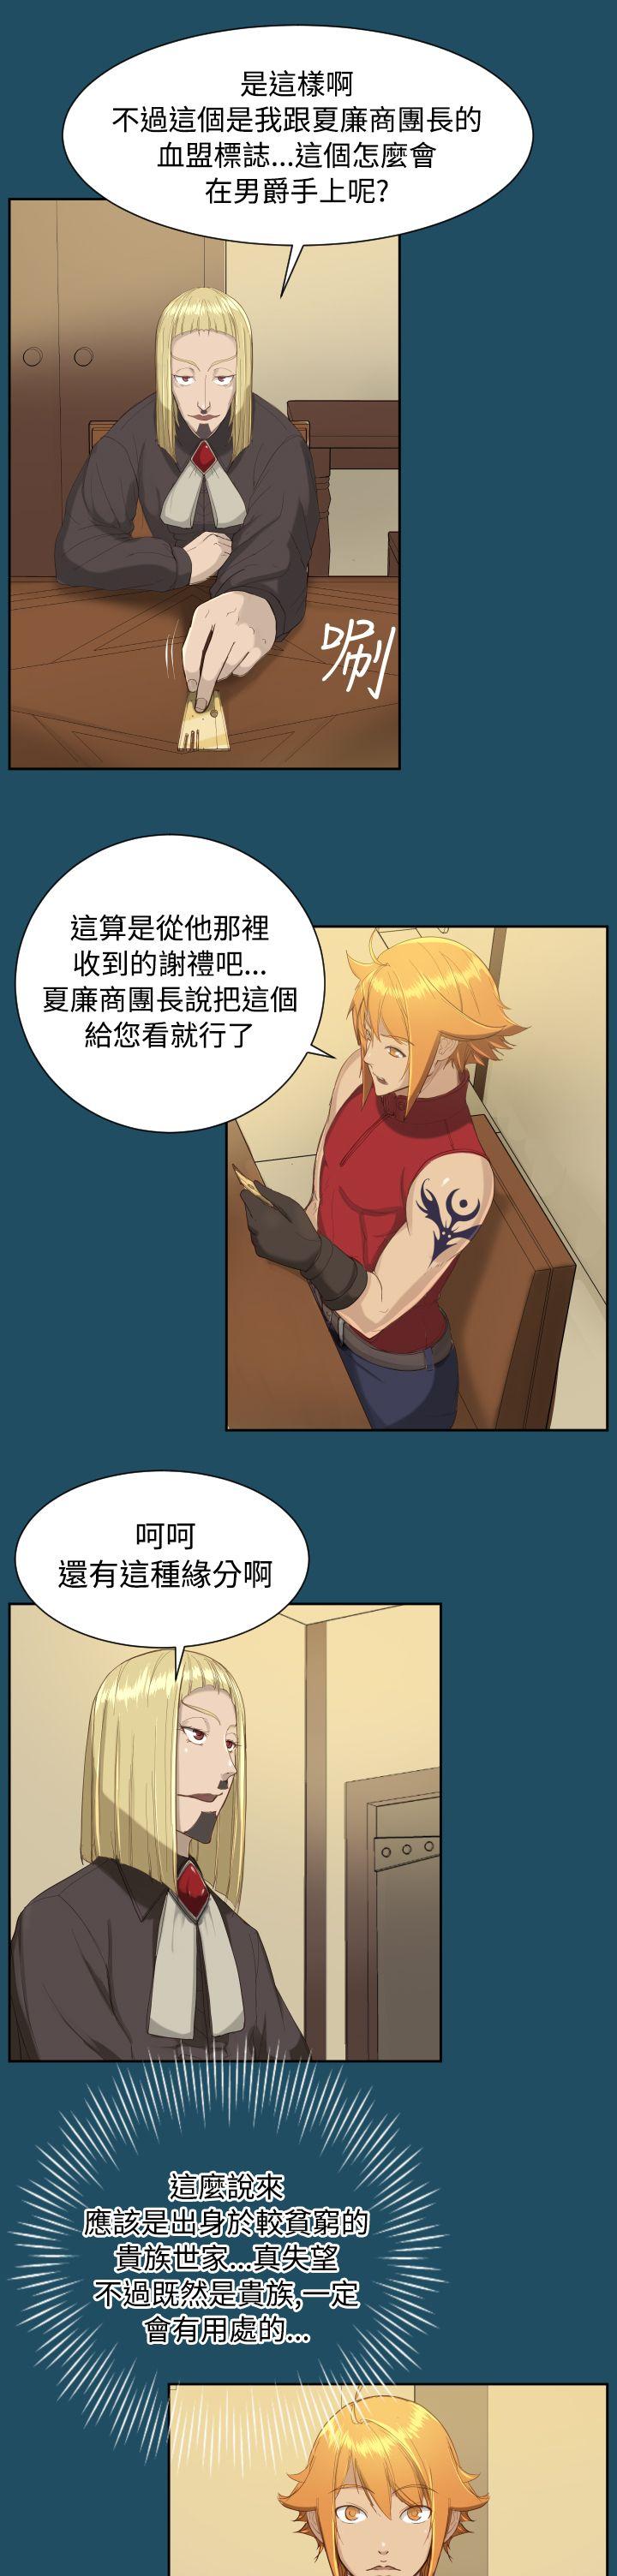 是這樣啊
不過這個是我跟夏廉商團長的
血盟標誌...這個怎麼會
在男爵手上呢?
唰
這算是從他那裡
收到的謝禮吧...
夏廉商團長說把這個
給您看就行了
呵呵
還有這種緣分啊
這麼說來
應該是出身於較貧窮的
貴族世家...真失望
不過既然是貴族,一定
會有用處的...